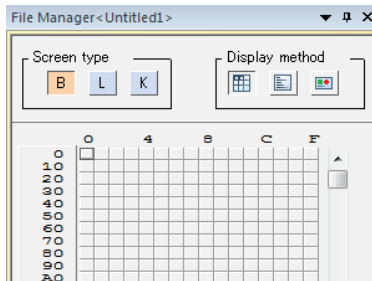 File Manager<Untitled1>
Screen type
Display method
B L K
0 4 8 C F
0
10
20
30
40
50
60
70
80
90
A0